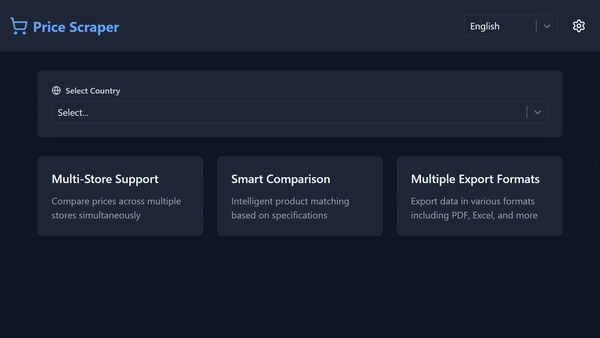 Price Scraper
English
Select Country
Select...
Multi-Store Support
Compare prices across multiple
stores simultaneously
Smart Comparison
Intelligent product matching
based on specifications
Multiple Export Formats
Export data in various formats
including PDF, Excel, and more